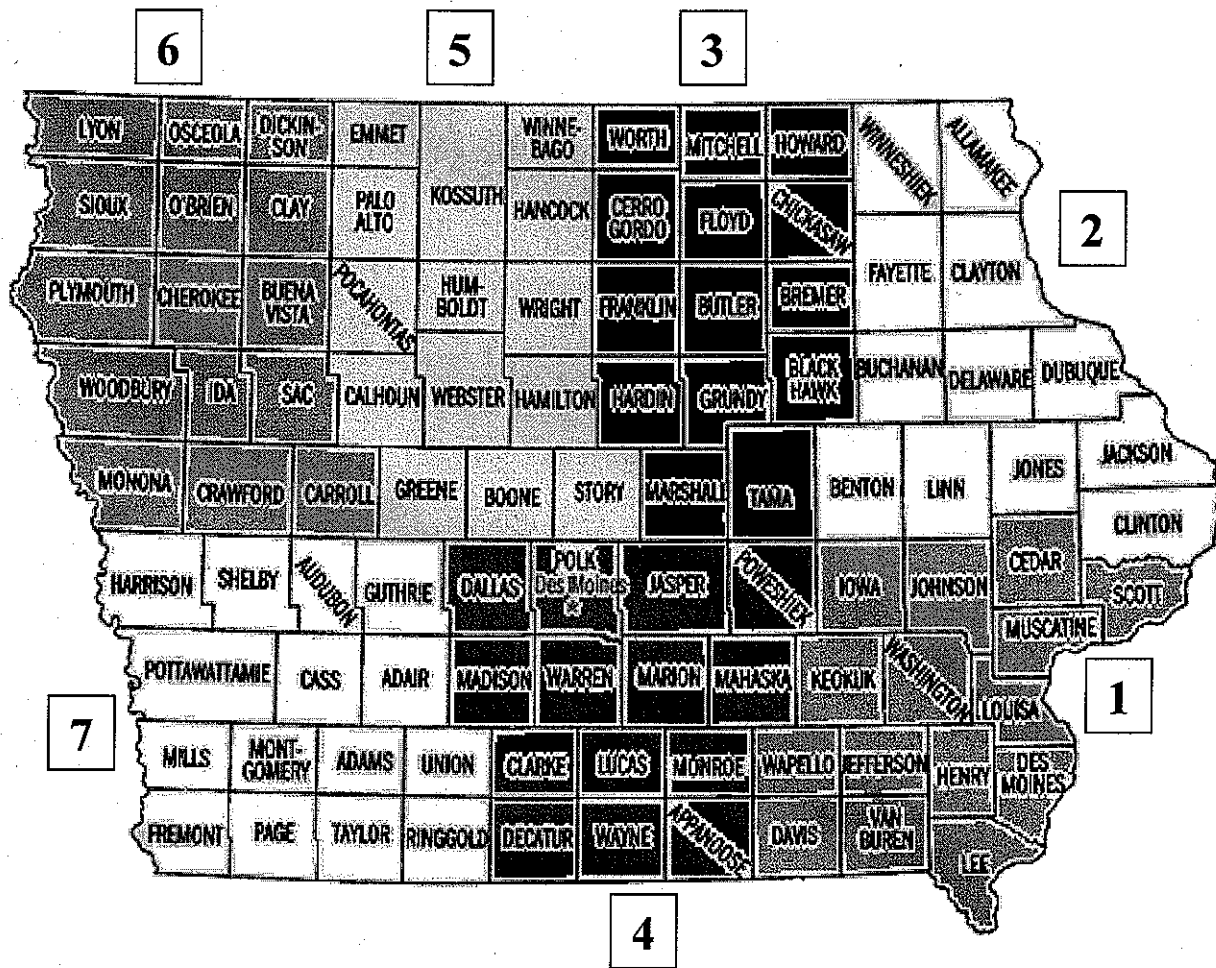 6
5
3
LYON
OSCEOLA
DICKIN-
SON
EMMET
KOSSUTH
WINNE-
BAGO
WORTH
MITCHELL
HOWARD
WINNESHIEK
ALLAMAKEE
SIOUX
O'BRIEN
CLAY
PALO
ALTO
HANCOCK
CERRO
GORDO
FLOYD
CHICKASAW
2
PLYMOUTH
CHEROKEE
BUENA
VISTA
POCAHONTAS
HUM-
BOLDT
WRIGHT
FRANKLIN
BUTLER
BREMER
FAYETTE
CLAYTON
WOODBURY
IDA
SAC
CALHOUN
WEBSTER
HAMILTON
HARDIN
GRUNDY
BLACK
HAWK
BUCHANAN
DELAWARE
DUBUQUE
MONONA
CRAWFORD
CARROLL
GREENE
BOONE
STORY
MARSHALL
TAMA
BENTON
LINN
JONES
JACKSON
CLINTON
HARRISON
SHELBY
AUDUBON
GUTHRIE
DALLAS
POLK
Des Moines
JASPER
POWESHIEK
IOWA
JOHNSON
CEDAR
SCOTT
MUSCATINE
POTTAWATTAMIE
CASS
ADAIR
MADISON
WARREN
MARION
MAHASKA
KEOKUK
WASHINGTON
LOUISA
1
7
MILLS
MONT-
GOMERY
ADAMS
UNION
CLARKE
LUCAS
MONROE
WAPELLO
JEFFERSON
HENRY
DES
MOINES
FREMONT
PAGE
TAYLOR
RINGGOLD
DECATUR
WAYNE
APPANOOSE
DAVIS
VAN
BUREN
LEE
4